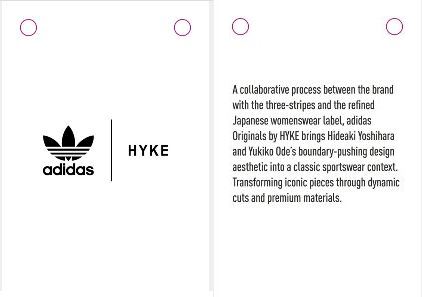 adidas
HYKE
A collaborative process between the brand
with the three-stripes and the refined
Japanese womenswear label, adidas
Originals by HYKE brings Hideaki Yoshihara
and Yukiko Ode's boundary-pushing design
aesthetic into a classic sportswear context.
Transforming iconic pieces through dynamic
cuts and premium materials.